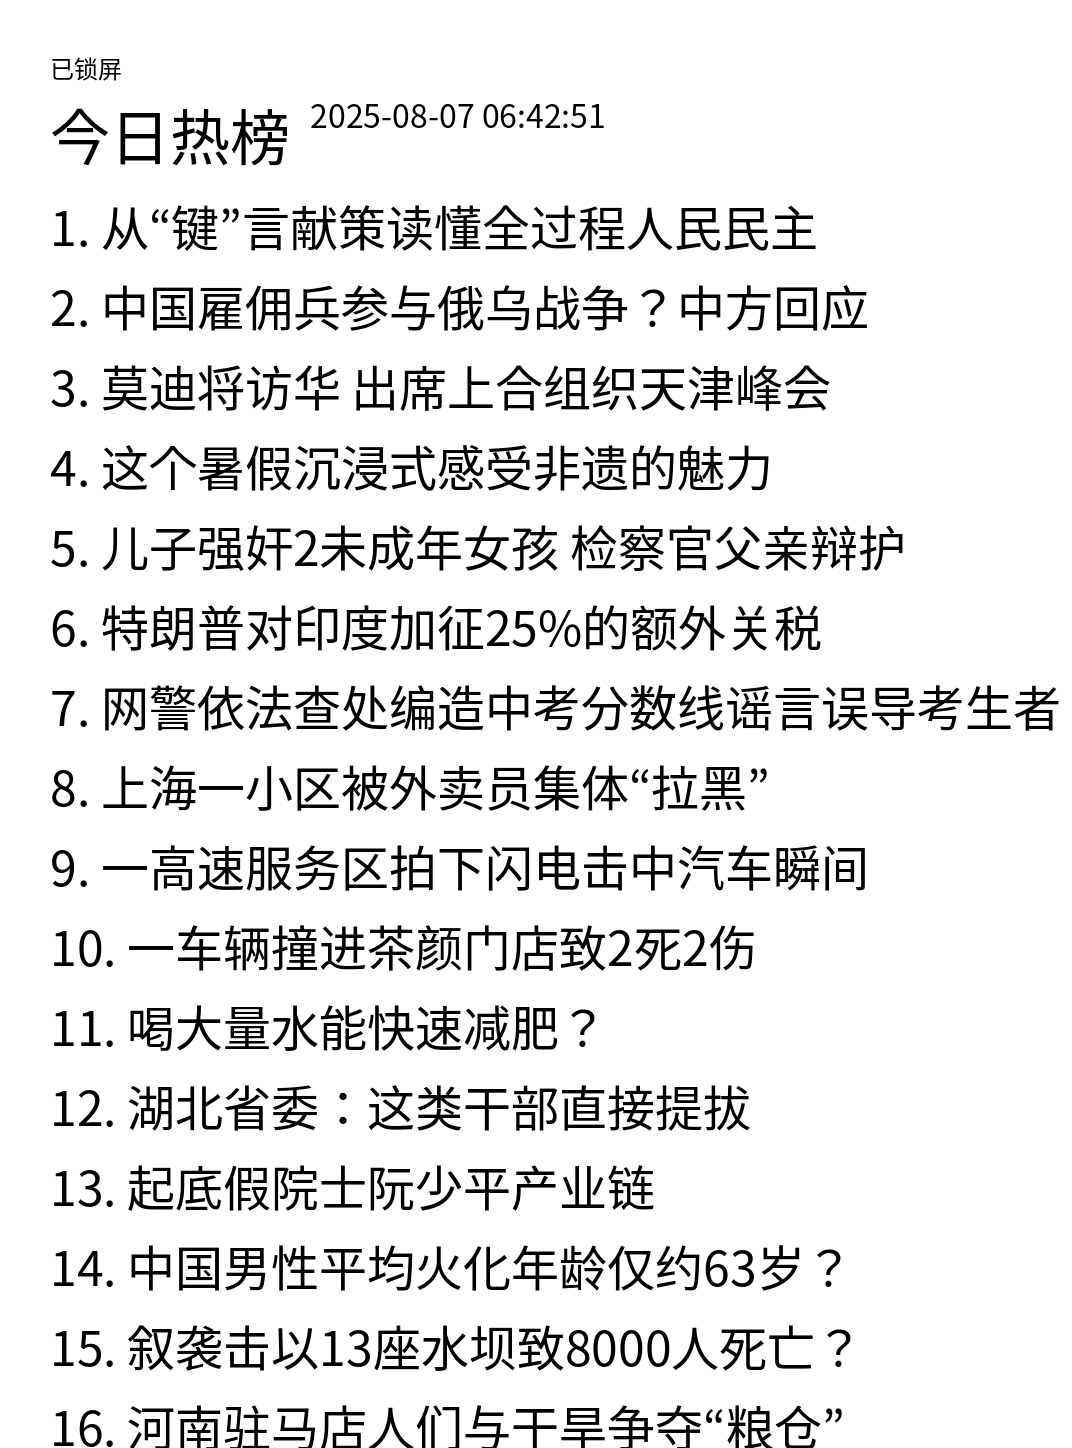 已锁屏
今日热榜 2025-08-07 06:42:51
1. 从“键”言献策读懂全过程人民民主
2. 中国雇佣兵参与俄乌战争？中方回应
3. 莫迪将访华 出席上合组织天津峰会
4. 这个暑假沉浸式感受非遗的魅力
5. 儿子强奸2未成年女孩 检察官父亲辩护
6. 特朗普对印度加征25%的额外关税
7. 网警依法查处编造中考分数线谣言误导考生者
8. 上海一小区被外卖员集体“拉黑”
9. 一高速服务区拍下闪电击中汽车瞬间
10. 一车辆撞进茶颜门店致2死2伤
11. 喝大量水能快速减肥？
12. 湖北省委：这类干部直接提拔
13. 起底假院士阮少平产业链
14. 中国男性平均火化年龄仅约63岁？
15. 叙袭击以13座水坝致8000人死亡？
16. 河南驻马店人们与干旱争夺“粮仓”